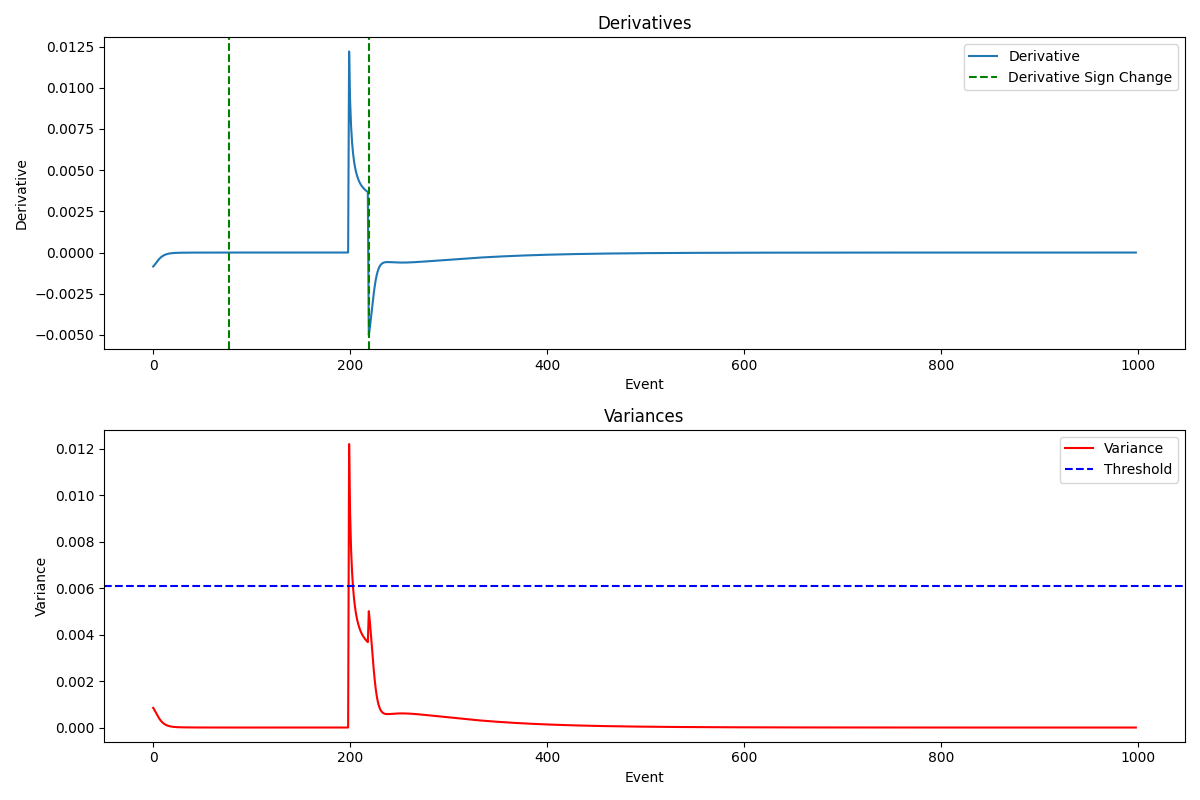 Derivatives
0.0125
0.0100
0.0075
0.0050
0.0025
0.0000
−0.0025
−0.0050
Derivative
Derivative
Derivative Sign Change
0 200 400 600 800 1000
Event
Variances
0.012
0.010
0.008
0.006
0.004
0.002
0.000
Variance
Variance
Threshold
0 200 400 600 800 1000
Event